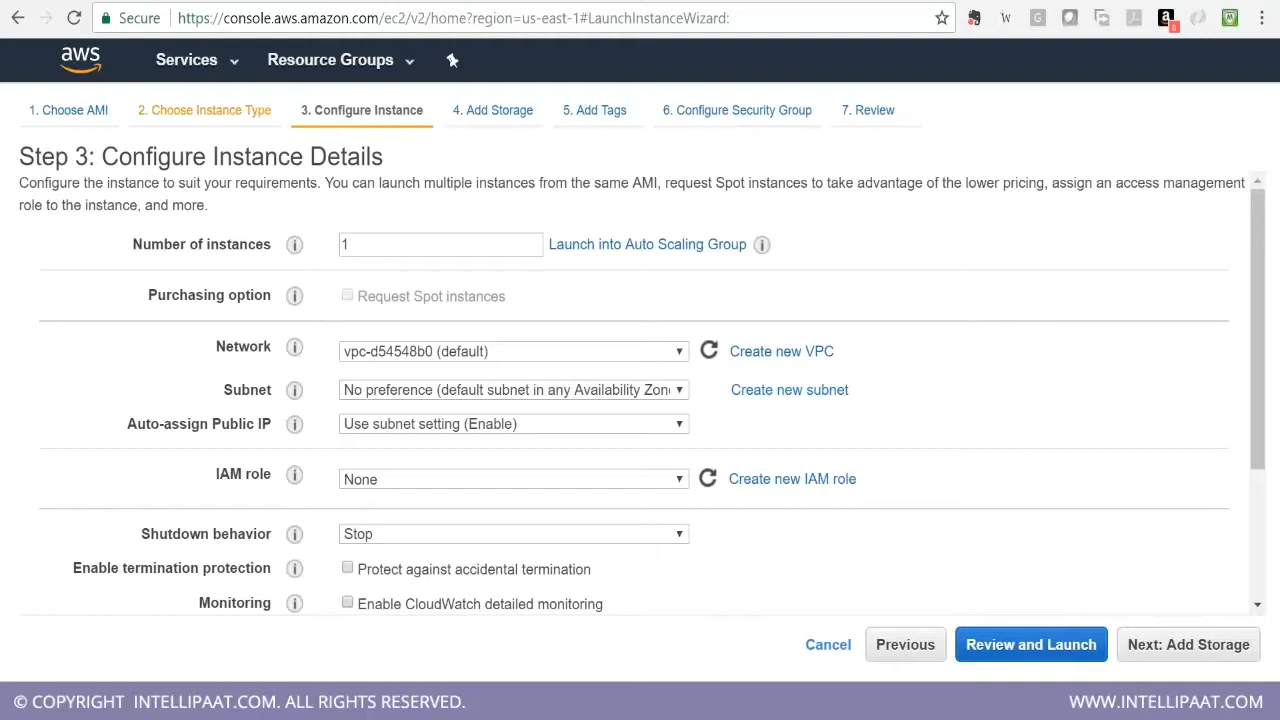 Secure https://console.aws.amazon.com/ec2/v2/home?region=us-east-1#LaunchInstanceWizard:
aws Services Resource Groups
1. Choose AMI 2. Choose Instance Type 3. Configure Instance 4. Add Storage 5. Add Tags 6. Configure Security Group 7. Review
Step 3: Configure Instance Details
Configure the instance to suit your requirements. You can launch multiple instances from the same AMI, request Spot instances to take advantage of the lower pricing, assign an access management
role to the instance, and more.
Number of instances 1 Launch into Auto Scaling Group
Purchasing option Request Spot instances
Network vpc-d54548b0 (default) Create new VPC
Subnet No preference (default subnet in any Availability Zon Create new subnet
Auto-assign Public IP Use subnet setting (Enable)
IAM role None Create new IAM role
Shutdown behavior Stop
Enable termination protection Protect against accidental termination
Monitoring Enable CloudWatch detailed monitoring
Cancel Previous Review and Launch Next: Add Storage
© COPYRIGHT INTELLIPAAT.COM. ALL RIGHTS RESERVED. WWW.INTELLIPAAT.COM